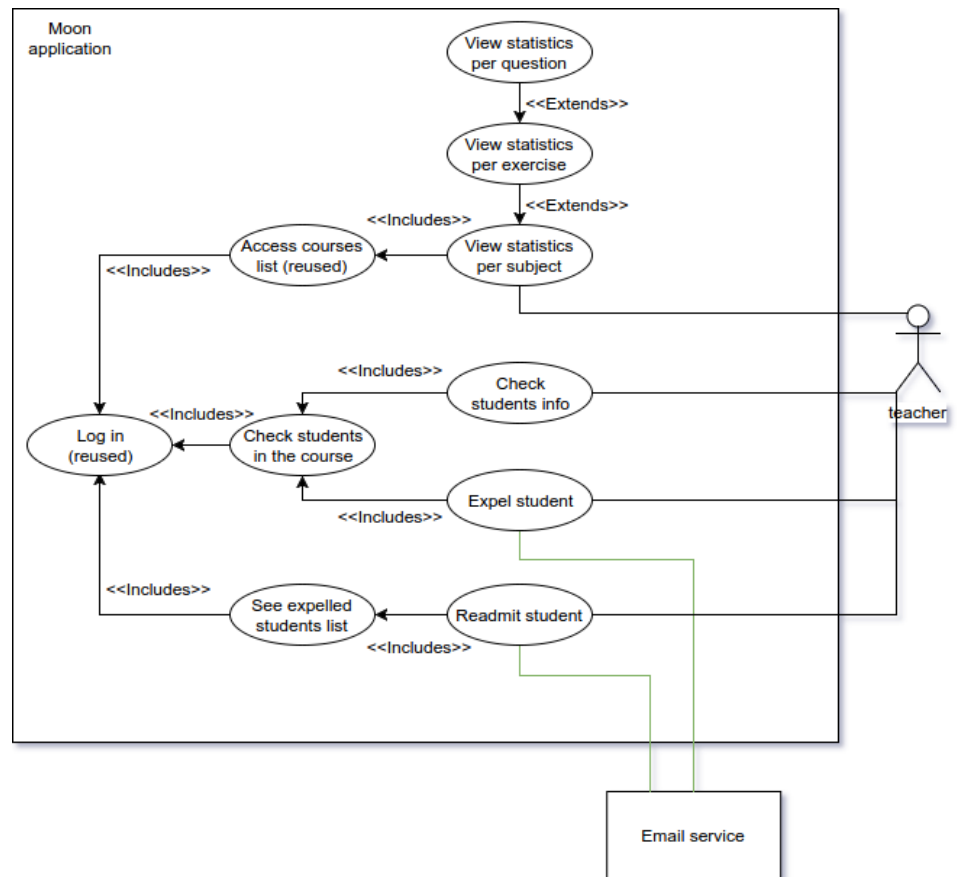 Moon
application
View statistics
per question
<<Extends>>
View statistics
per exercise
<<Extends>>
<<Includes>>
Access courses
list (reused)
View statistics
per subject
<<Includes>>
<<Includes>>
Check
students info
teacher
<<Includes>>
Log in
(reused)
Check students
in the course
Expel student
<<Includes>>
<<Includes>>
See expelled
students list
Readmit student
<<Includes>>
Email service